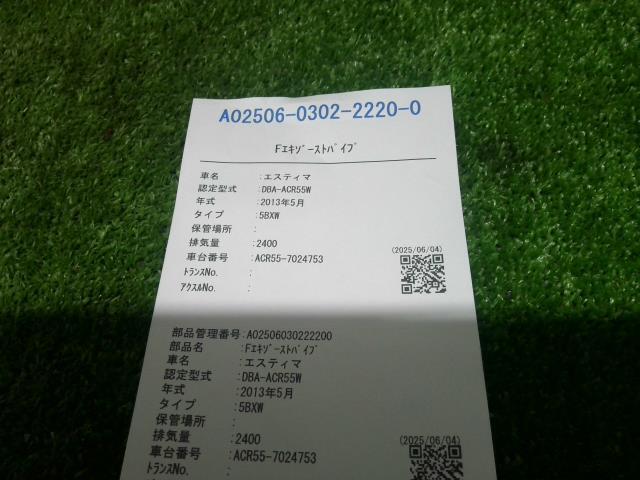 A02506-0302-2220-0
Fｴｷｿﾞｰｽﾄﾊﾟｲﾌﾟ
車名 :エスティマ
認定型式 :DBA-ACR55W
年式 :2013年5月
タイプ :5BXW
保管場所 :
排気量 :2400
(2025/06/04)
車台番号 :ACR55-7024753
ﾄﾗﾝｽNo. :
ｱｸｽﾙNo. :
部品管理番号:A02506030222200
部品名 :Fｴｷｿﾞｰｽﾄﾊﾟｲﾌﾟ
車名 :エスティマ
認定型式 :DBA-ACR55W
年式 :2013年5月
タイプ :5BXW
保管場所 :
排気量 :2400
(2025/06/04)
車台番号 :ACR55-7024753
ﾄﾗﾝｽNo. :